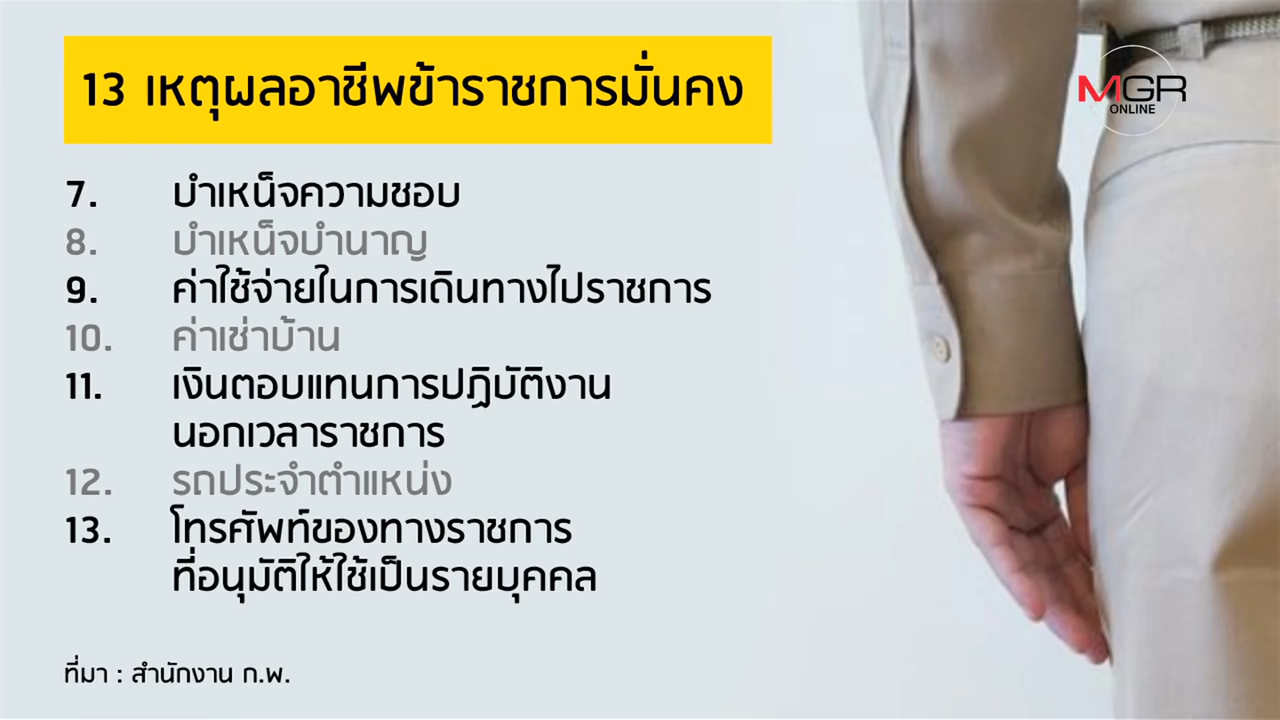 13 เหตุผลอาชีพข้าราชการมั่นคง
MGR
ONLINE
7. บำเหน็จความชอบ
8. บำเหน็จบำนาญ
9. ค่าใช้จ่ายในการเดินทางไปราชการ
10. ค่าเช่าบ้าน
11. เงินตอบแทนการปฏิบัติงาน
นอกเวลาราชการ
12. รถประจำตำแหน่ง
13. โทรศัพท์ของทางราชการ
ที่อนุมัติให้ใช้เป็นรายบุคคล
ที่มา : สำนักงาน ก.พ.